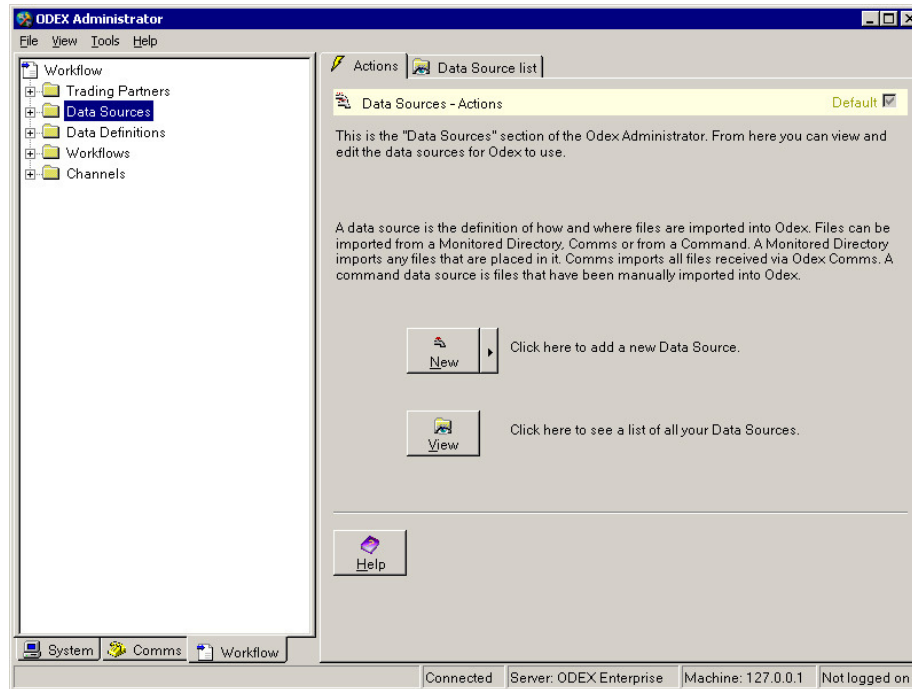 ODEX Administrator
File View Tools Help
Workflow
Trading Partners
Data Sources
Data Definitions
Workflows
Channels
System
Comms
Workflow
Actions
Data Source list
Data Sources - Actions
Default
This is the "Data Sources" section of the Odex Administrator. From here you can view and
edit the data sources for Odex to use.
A data source is the definition of how and where files are imported into Odex. Files can be
imported from a Monitored Directory, Comms or from a Command. A Monitored Directory
imports any files that are placed in it. Comms imports all files received via Odex Comms. A
command data source is files that have been manually imported into Odex.
New
Click here to add a new Data Source.
View
Click here to see a list of all your Data Sources.
Help
Connected
Server: ODEX Enterprise
Machine: 127.0.0.1
Not logged on